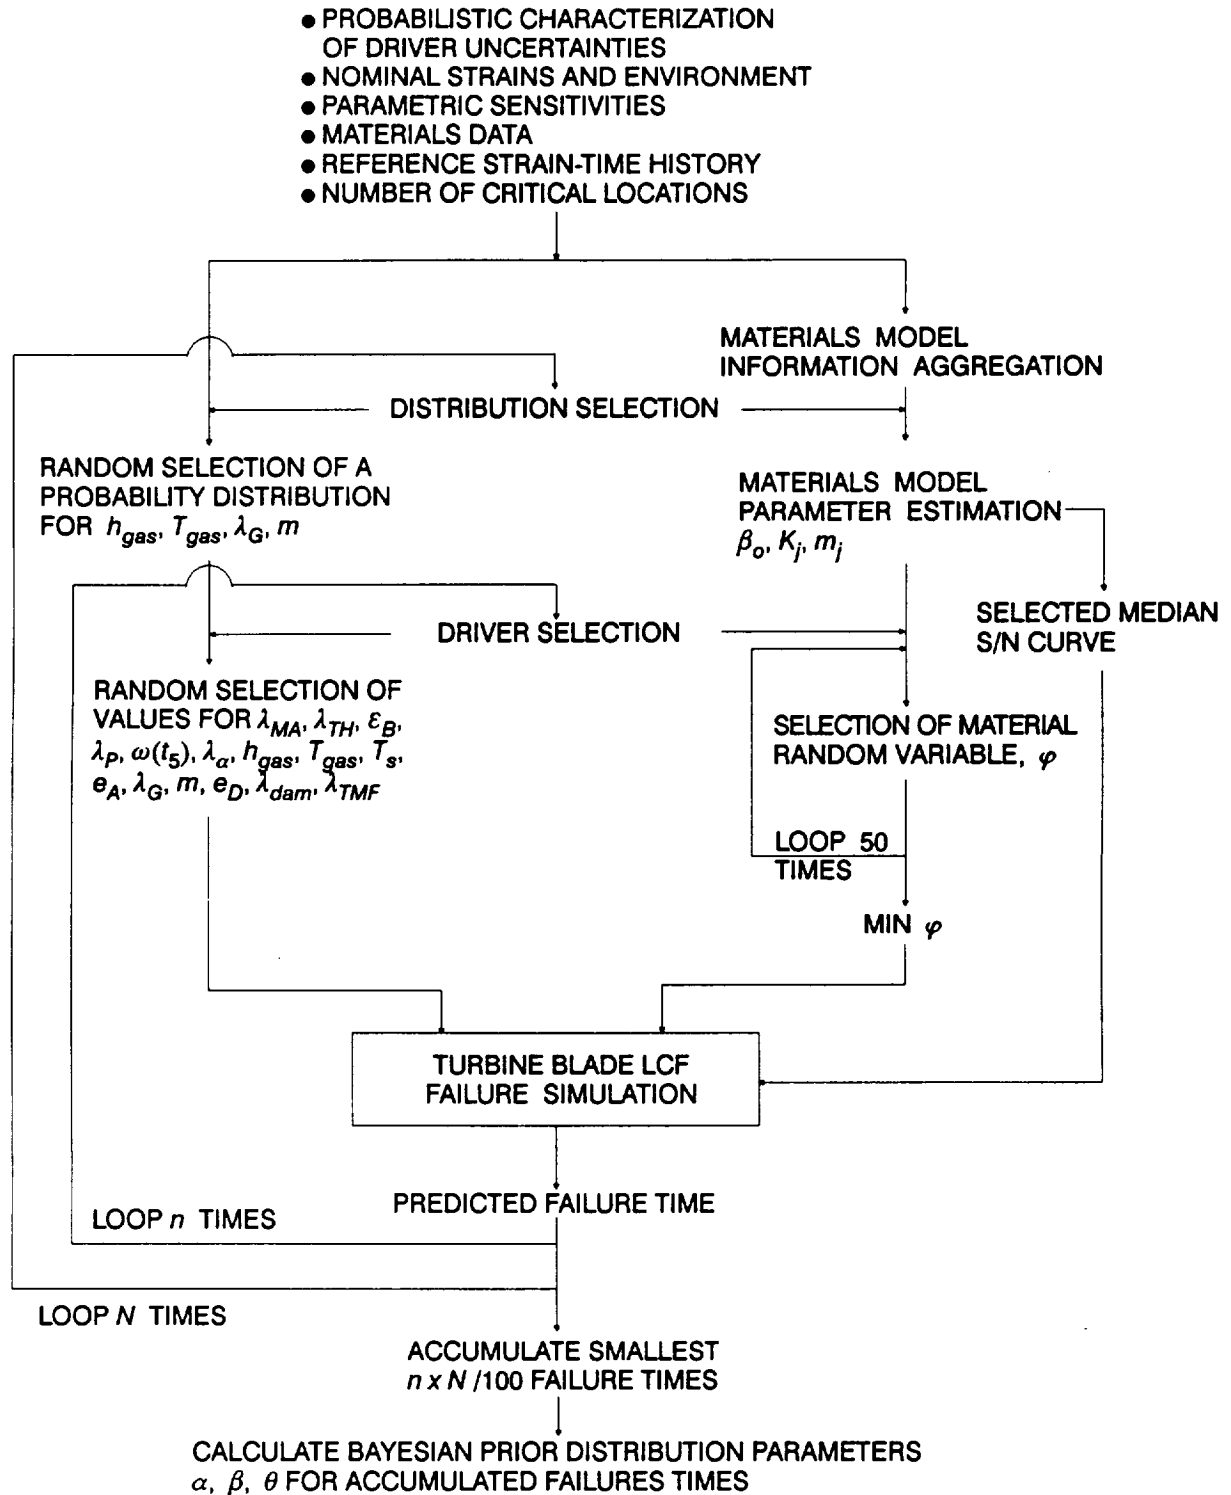 ● PROBABILISTIC CHARACTERIZATION
OF DRIVER UNCERTAINTIES
● NOMINAL STRAINS AND ENVIRONMENT
● PARAMETRIC SENSITIVITIES
● MATERIALS DATA
● REFERENCE STRAIN-TIME HISTORY
● NUMBER OF CRITICAL LOCATIONS
MATERIALS MODEL
INFORMATION AGGREGATION
DISTRIBUTION SELECTION
RANDOM SELECTION OF A
PROBABILITY DISTRIBUTION
FOR h_gas, T_gas, λ_G, m
MATERIALS MODEL
PARAMETER ESTIMATION
β_o, K_j, m_j
SELECTED MEDIAN
S/N CURVE
DRIVER SELECTION
RANDOM SELECTION OF
VALUES FOR λ_MA, λ_TH, ε_B,
λ_P, ω(t_5), λ_α, h_gas, T_gas, T_s,
e_A, λ_G, m, e_D, λ_dam, λ_TMF
SELECTION OF MATERIAL
RANDOM VARIABLE, φ
LOOP 50
TIMES
MIN φ
TURBINE BLADE LCF
FAILURE SIMULATION
PREDICTED FAILURE TIME
LOOP n TIMES
LOOP N TIMES
ACCUMULATE SMALLEST
n x N /100 FAILURE TIMES
CALCULATE BAYESIAN PRIOR DISTRIBUTION PARAMETERS
α, β, θ FOR ACCUMULATED FAILURES TIMES